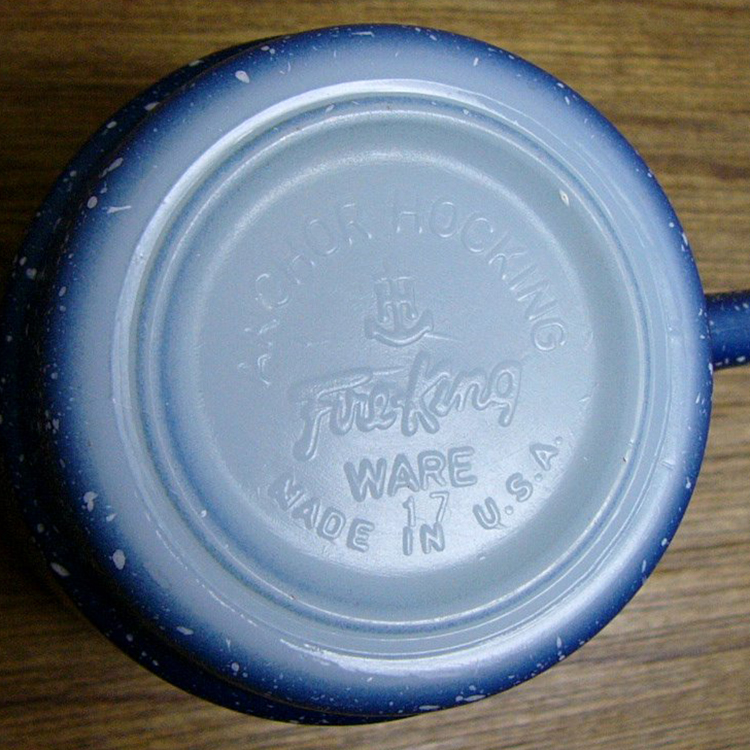 ANCHOR HOCKING
Fire-King
WARE
17
MADE IN U.S.A.